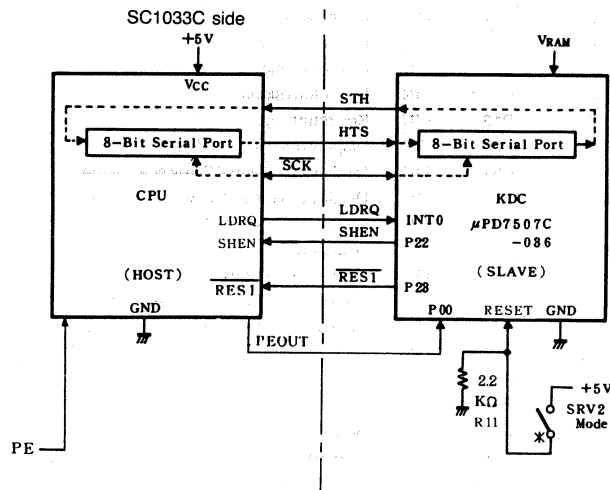 SC1033C side
+5V
VRAM
VCC
STH
8-Bit Serial Port
HTS
8-Bit Serial Port
SCK
CPU
KDC
LDRQ
LDRQ
INT0
μPD7507C
-086
SHEN
SHEN
P22
(HOST)
(SLAVE)
RES1
RES1
P23
GND
P00
RESET
GND
PEOUT
2.2
KΩ
R11
+5V
SRV2
Mode
*
PE